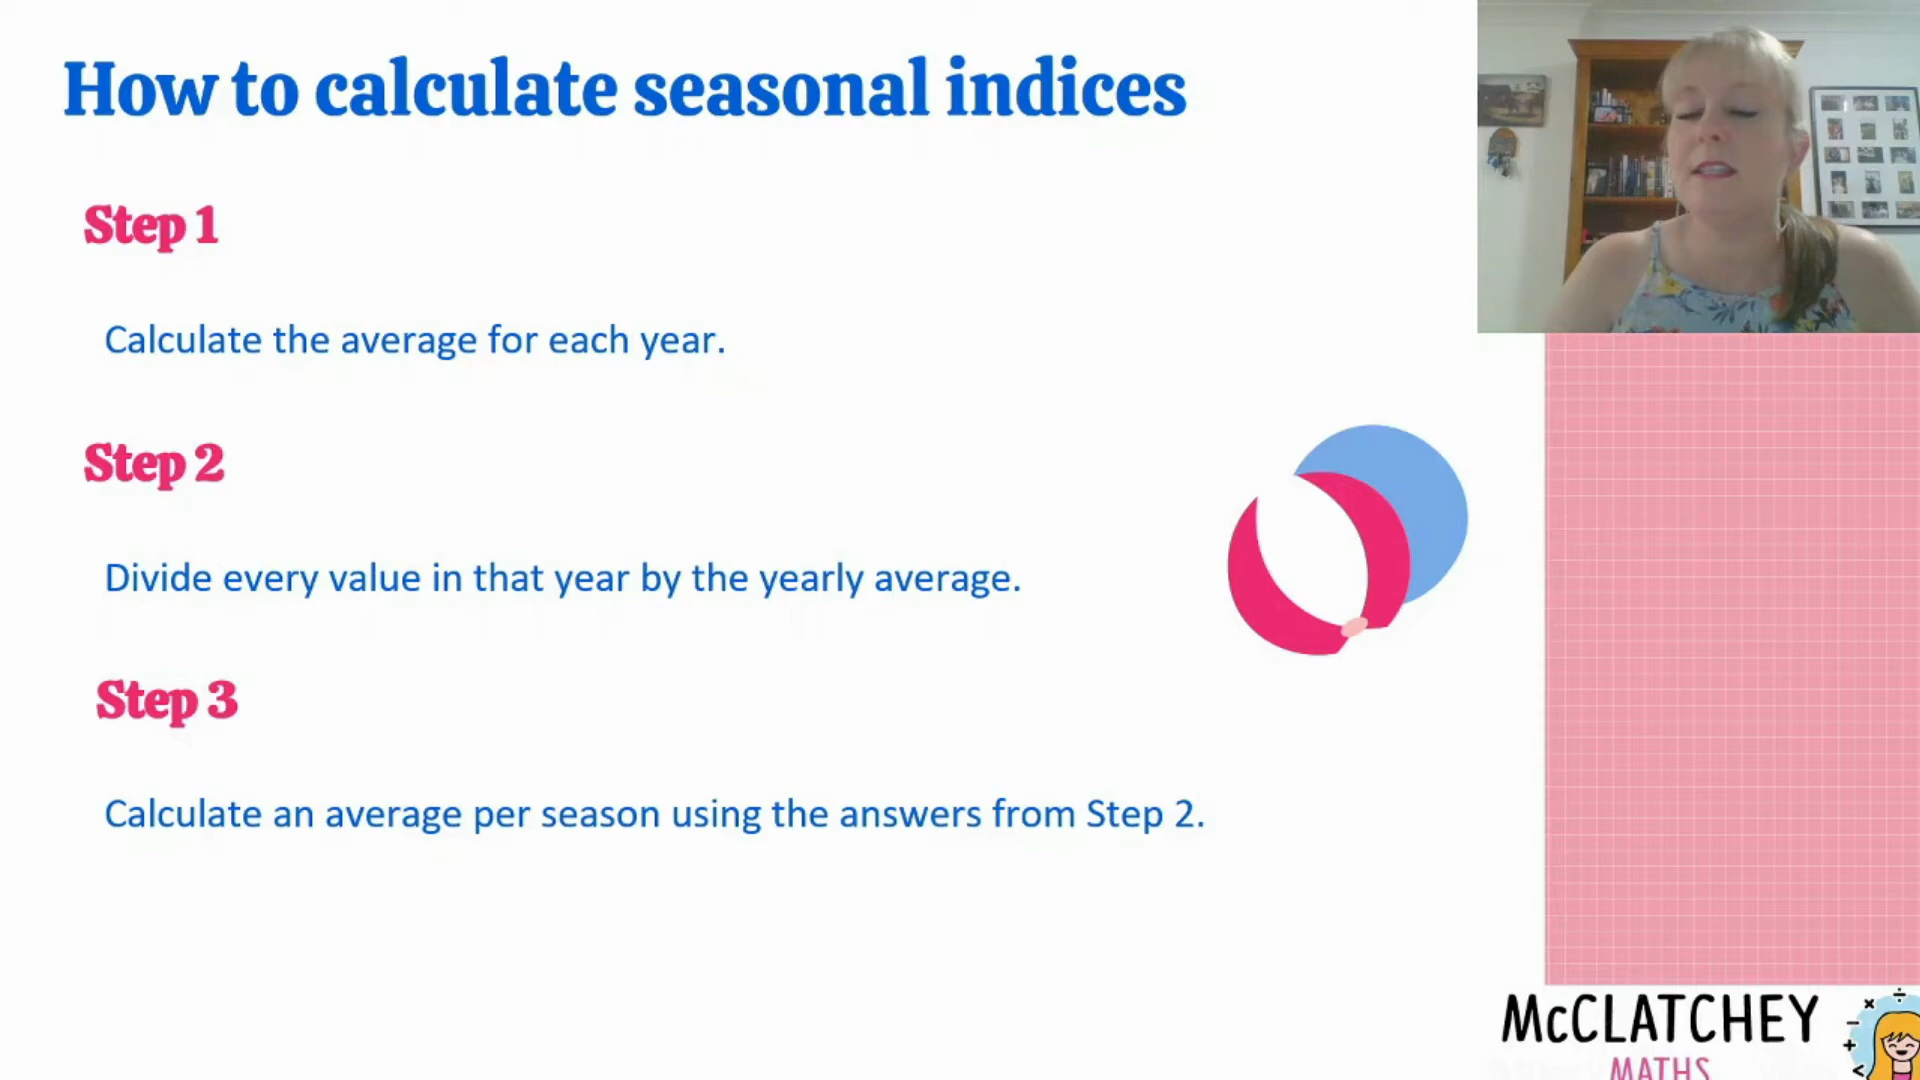 How to calculate seasonal indices
Step 1
Calculate the average for each year.
Step 2
Divide every value in that year by the yearly average.
Step 3
Calculate an average per season using the answers from Step 2.
McCLATCHEY
MATHS